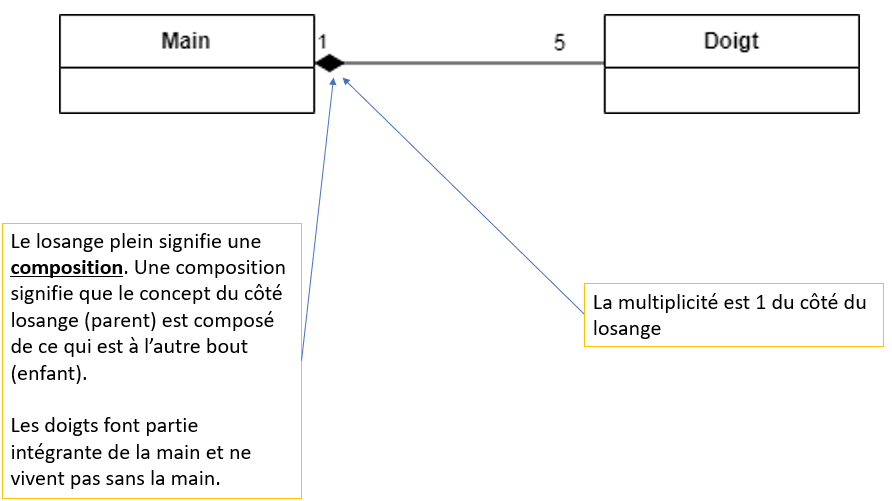 Main
1
5
Doigt
Le losange plein signifie une
composition. Une composition
signifie que le concept du côté
losange (parent) est composé
de ce qui est à l’autre bout
(enfant).
Les doigts font partie
intégrante de la main et ne
vivent pas sans la main.
La multiplicité est 1 du côté du
losange